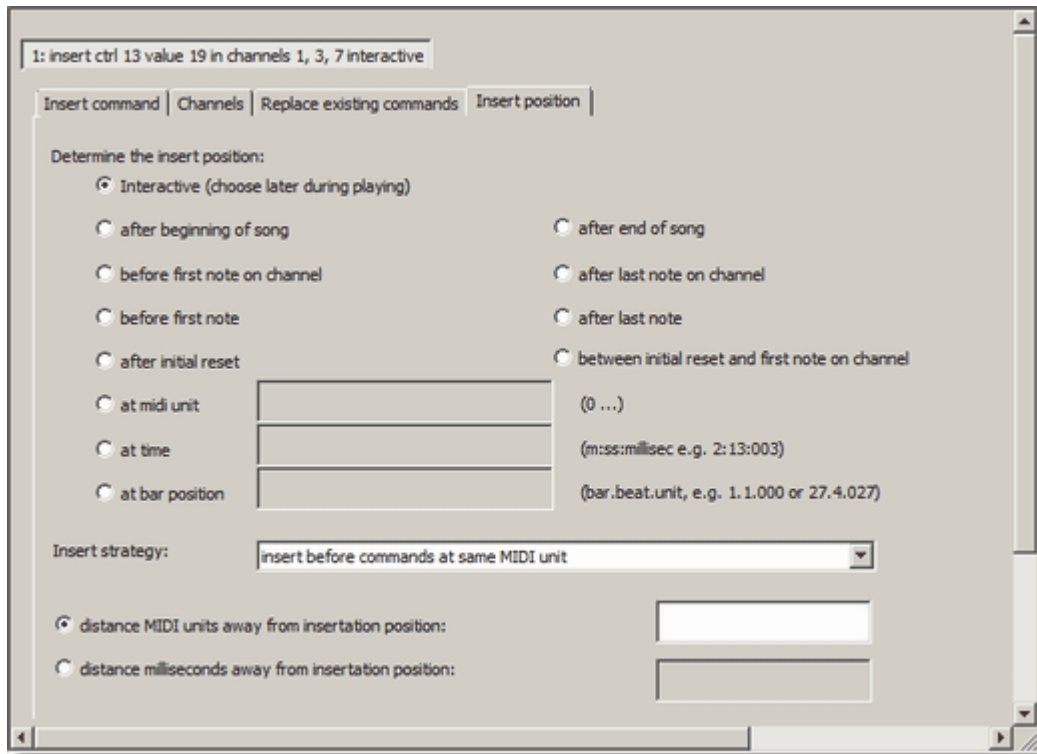 1: insert ctrl 13 value 19 in channels 1, 3, 7 interactive
Insert command Channels Replace existing commands Insert position
Determine the insert position:
Interactive (choose later during playing)
after beginning of song after end of song
before first note on channel after last note on channel
before first note after last note
after initial reset between initial reset and first note on channel
at midi unit (0 ...)
at time (m:ss:millisec e.g. 2:13:003)
at bar position (bar.beat.unit, e.g. 1.1.000 or 27.4.027)
Insert strategy: insert before commands at same MIDI unit
distance MIDI units away from insertation position:
distance milliseconds away from insertation position: